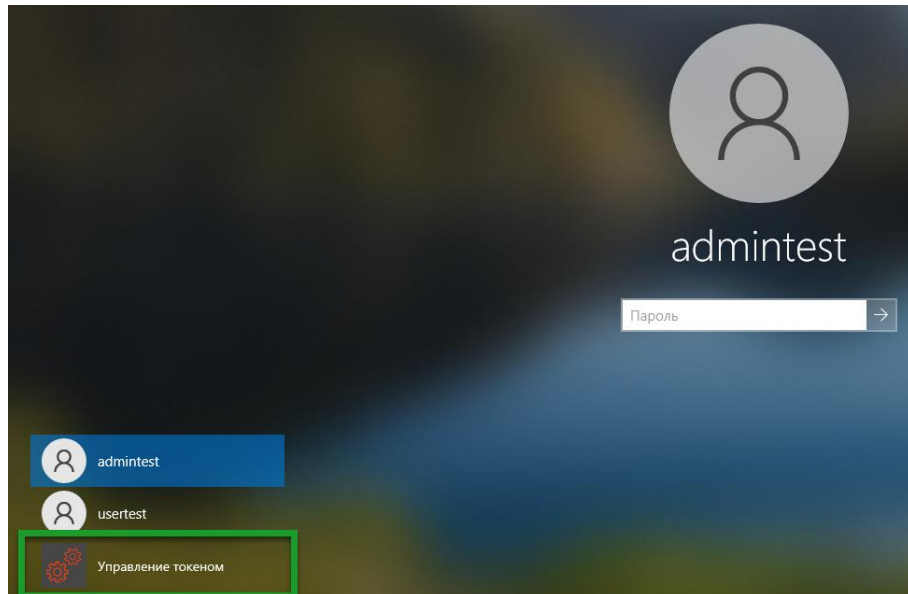 admintest
Пароль
admintest
usertest
Управление токеном